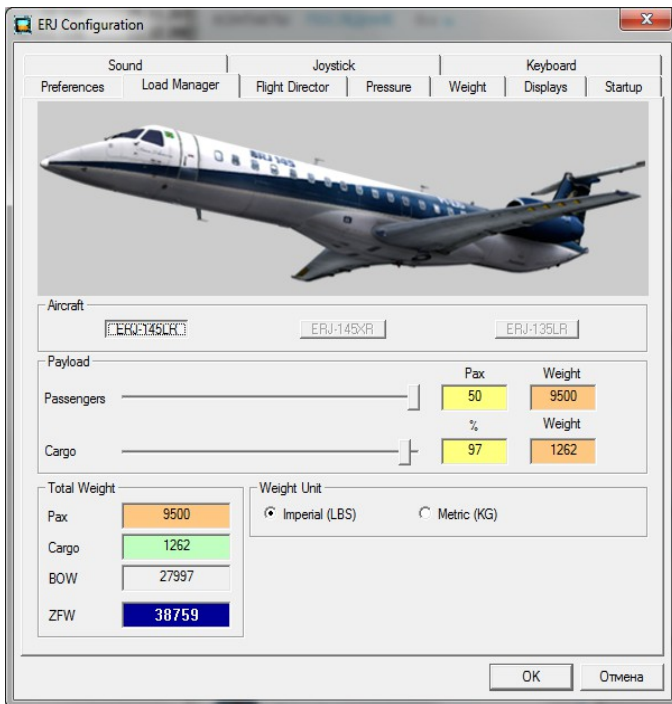 ERJ Configuration
Sound Joystick Keyboard
Preferences Load Manager Flight Director Pressure Weight Displays Startup
ERJ 145
Aircraft
ERJ-145LR ERJ-145XR ERJ-135LR
Payload
Pax Weight
Passengers 50 9500
% Weight
Cargo 97 1262
Total Weight
Pax 9500
Cargo 1262
BOW 27997
ZFW 38759
Weight Unit
Imperial (LBS) Metric (KG)
OK Отмена